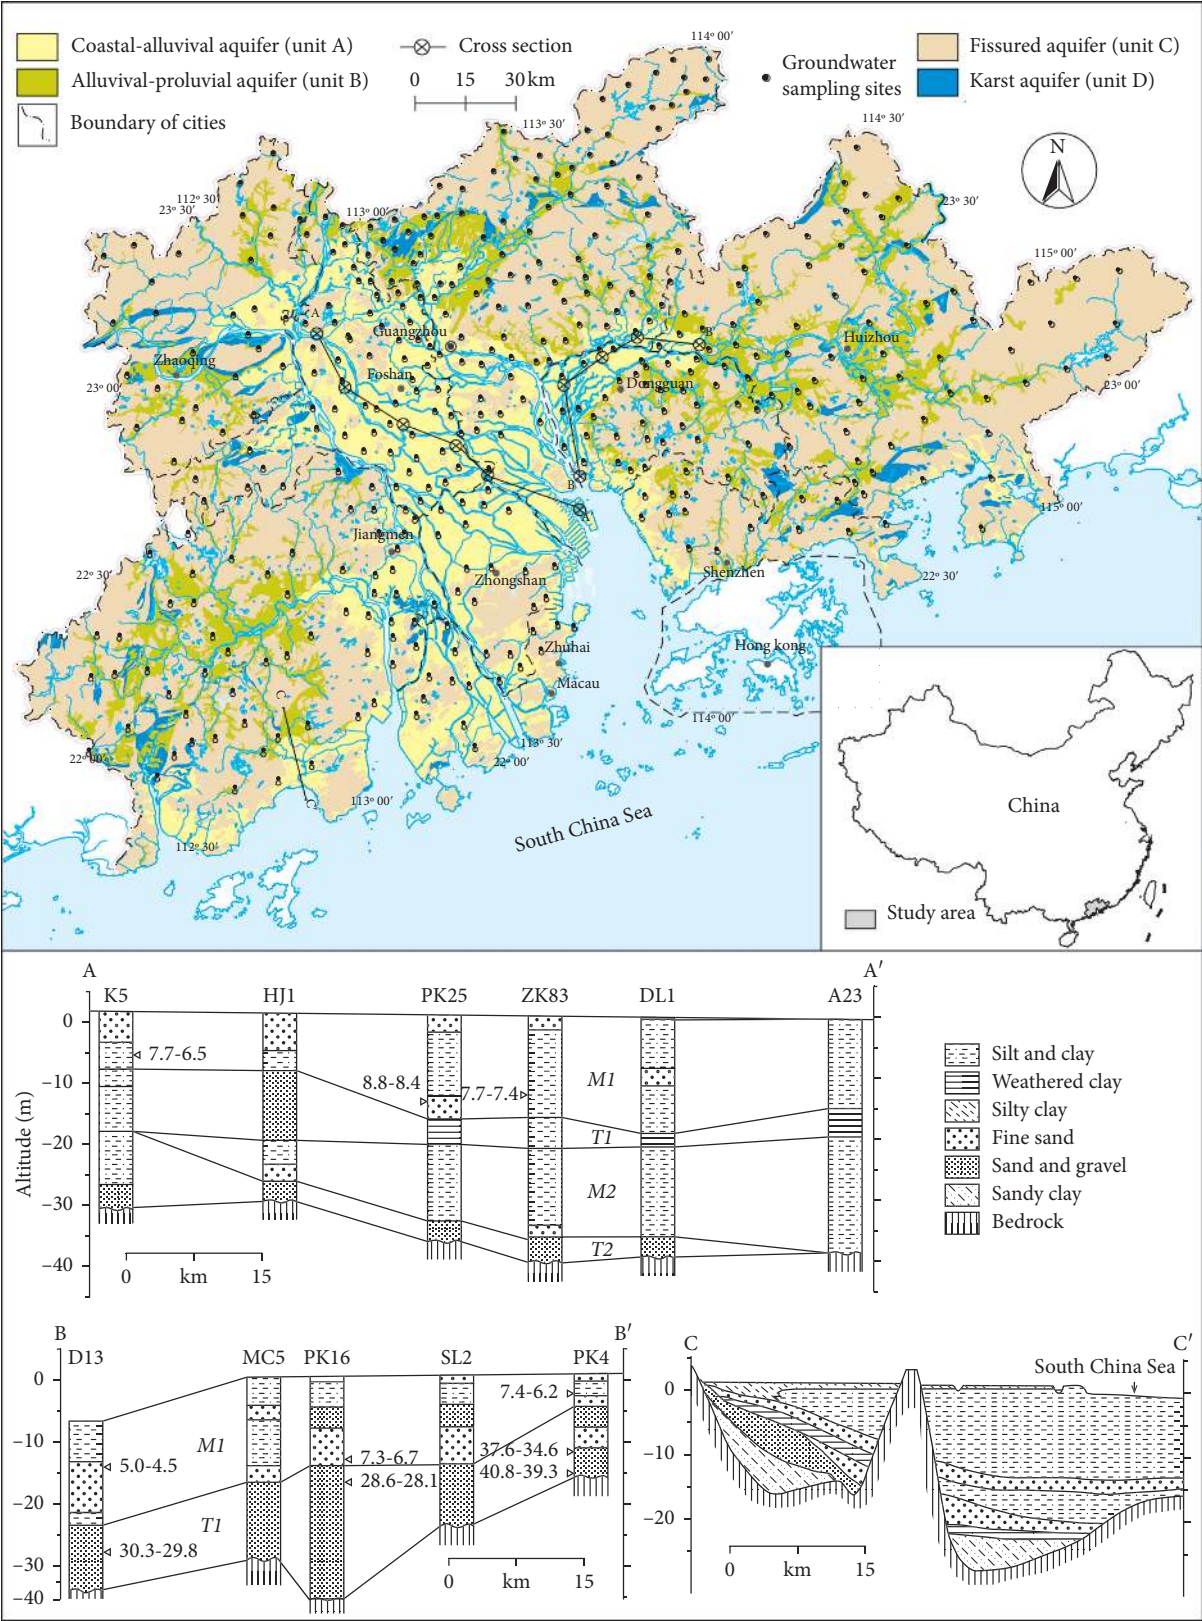 Coastal-alluvival aquifer (unit A)
Alluvival-proluvial aquifer (unit B)
Boundary of cities
Cross section
0 15 30 km
Groundwater
sampling sites
Fissured aquifer (unit C)
Karst aquifer (unit D)
N
114° 00′
113° 30′
114° 30′
112° 30′
23° 30′
113° 00′
23° 30′
115° 00′
A
Guangzhou
B′
Huizhou
Zhaoqing
Foshan
Dongguan
23° 00′
23° 00′
B
A′
115° 00′
Jiangmen
Zhongshan
Shenzhen
22° 30′
22° 30′
Zhuhai
Hong kong
Macau
C
114° 00′
113° 30′
22° 00′
22° 00′
113° 00′
C′
112° 30′
South China Sea
China
Study area
A A′
K5 HJ1 PK25 ZK83 DL1 A23
Altitude (m)
0
−10
−20
−30
−40
7.7-6.5
8.8-8.4
7.7-7.4
M1
T1
M2
T2
0 km 15
Silt and clay
Weathered clay
Silty clay
Fine sand
Sand and gravel
Sandy clay
Bedrock
B B′
D13 MC5 PK16 SL2 PK4
0
−10
−20
−30
−40
M1
T1
5.0-4.5
30.3-29.8
7.3-6.7
28.6-28.1
7.4-6.2
37.6-34.6
40.8-39.3
0 km 15
C C′
South China Sea
0
−10
−20
0 km 15